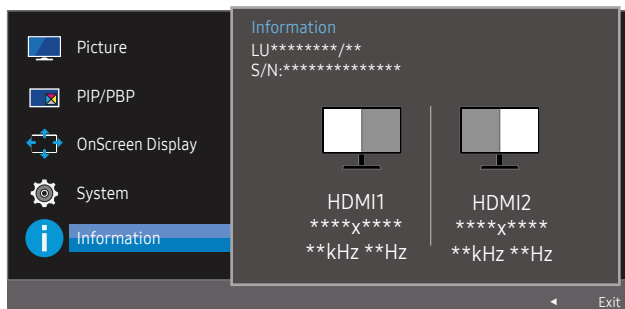 Picture
PIP/PBP
OnScreen Display
System
Information
Information
LU********/**
S/N:**************
HDMI1
****x****
**kHz **Hz
HDMI2
****x****
**kHz **Hz
Exit